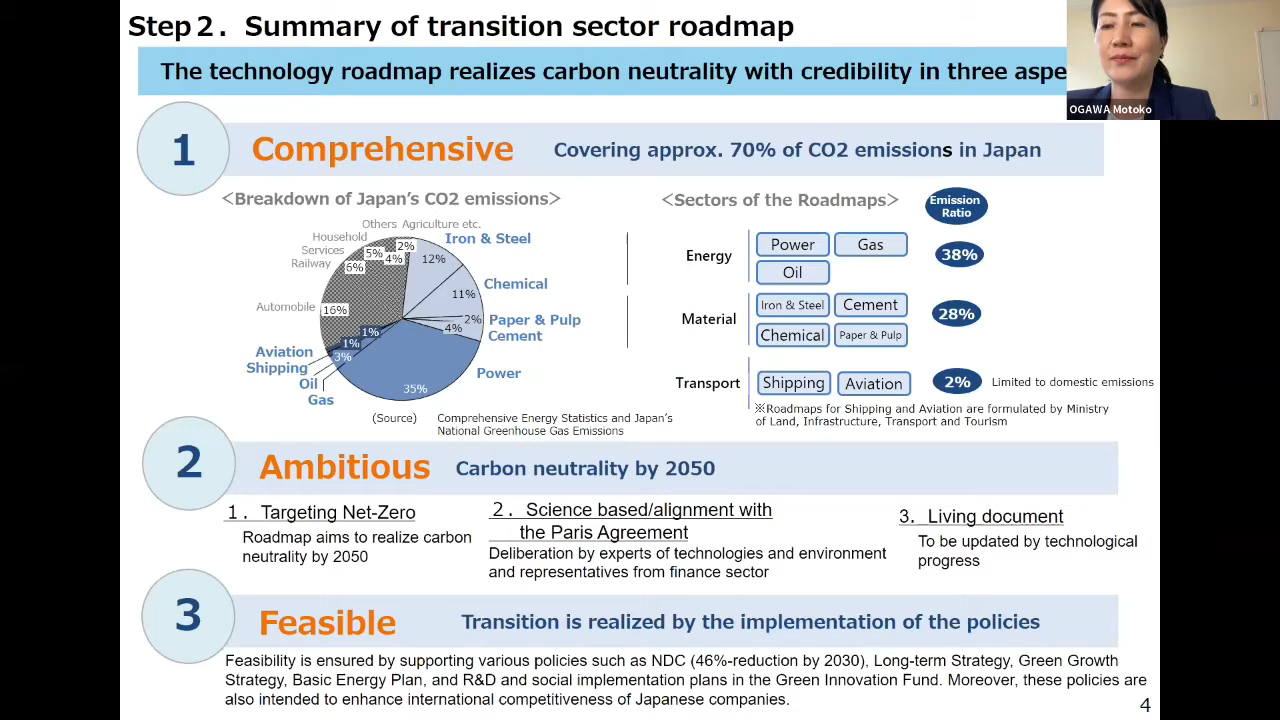 Step２．Summary of transition sector roadmap
The technology roadmap realizes carbon neutrality with credibility in three aspe
OGAWA Motoko
1 Comprehensive Covering approx. 70% of CO2 emissions in Japan
<Breakdown of Japan's CO2 emissions>
Others Agriculture etc.
Household
Services
Railway
Automobile
Aviation
Shipping
Oil
Gas
Iron & Steel
Chemical
Paper & Pulp
Cement
Power
2%
5%
4%
6%
12%
11%
16%
2%
4%
1%
1%
3%
35%
(Source) Comprehensive Energy Statistics and Japan's
National Greenhouse Gas Emissions
<Sectors of the Roadmaps>
Emission
Ratio
Energy Power Gas 38%
Oil
Material Iron & Steel Cement 28%
Chemical Paper & Pulp
Transport Shipping Aviation 2% Limited to domestic emissions
※Roadmaps for Shipping and Aviation are formulated by Ministry
of Land, Infrastructure, Transport and Tourism
2 Ambitious Carbon neutrality by 2050
１．Targeting Net-Zero
Roadmap aims to realize carbon
neutrality by 2050
２．Science based/alignment with
the Paris Agreement
Deliberation by experts of technologies and environment
and representatives from finance sector
3．Living document
To be updated by technological
progress
3 Feasible Transition is realized by the implementation of the policies
Feasibility is ensured by supporting various policies such as NDC (46%-reduction by 2030), Long-term Strategy, Green Growth
Strategy, Basic Energy Plan, and R&D and social implementation plans in the Green Innovation Fund. Moreover, these policies are
also intended to enhance international competitiveness of Japanese companies.
4